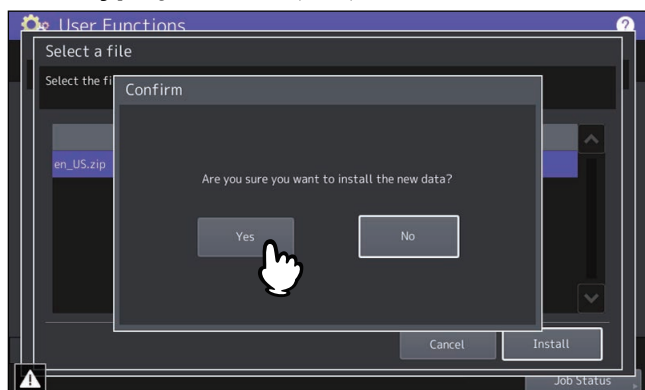 User Functions
?
Select a file
Select the fi
Confirm
en_US.zip
Are you sure you want to install the new data?
Yes
No
Cancel
Install
Job Status